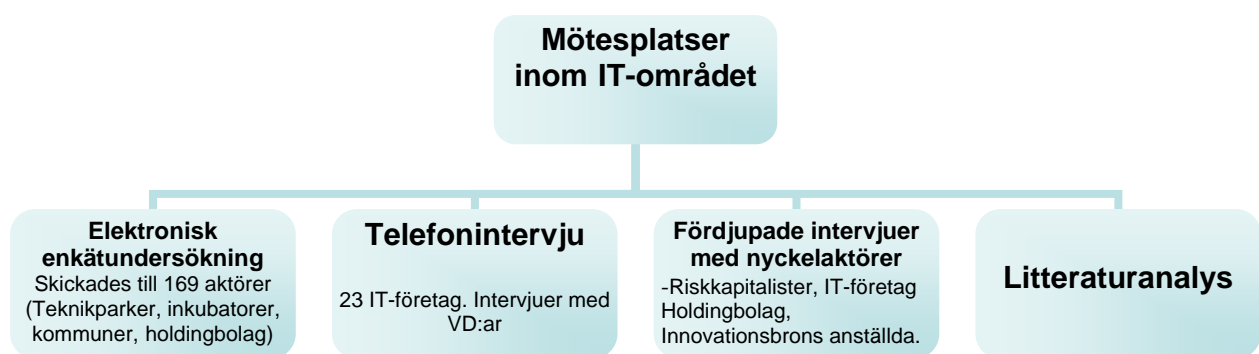 Mötesplatser
inom IT-området
Elektronisk
enkätundersökning
Skickades till 169 aktörer
(Teknikparker, inkubatorer,
kommuner, holdingbolag)
Telefonintervju
23 IT-företag. Intervjuer med
VD:ar
Fördjupade intervjuer
med nyckelaktörer
-Riskkapitalister, IT-företag
Holdingbolag,
Innovationsbrons anställda.
Litteraturanalys